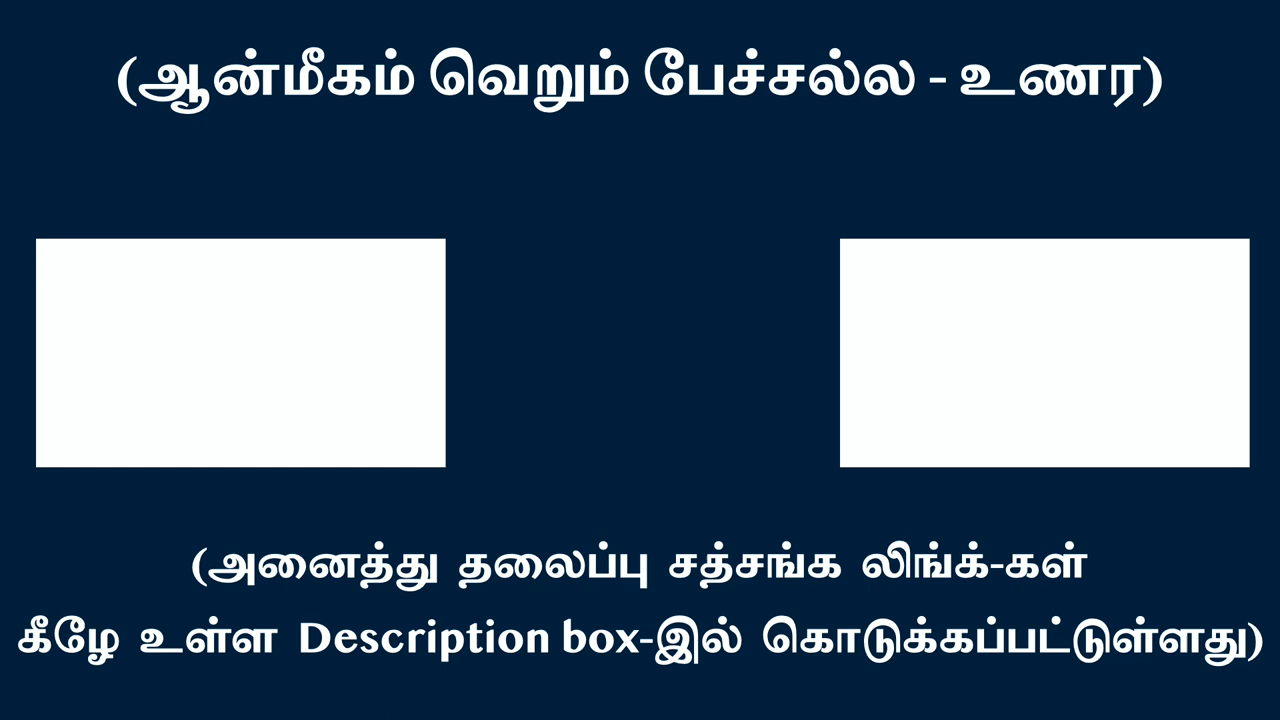 (ஆன்மீகம் வெறும் பேச்சல்ல - உணர)
(அனைத்து தலைப்பு சத்சங்க லிங்க்-கள்
கீழே உள்ள Description box-இல் கொடுக்கப்பட்டுள்ளது)